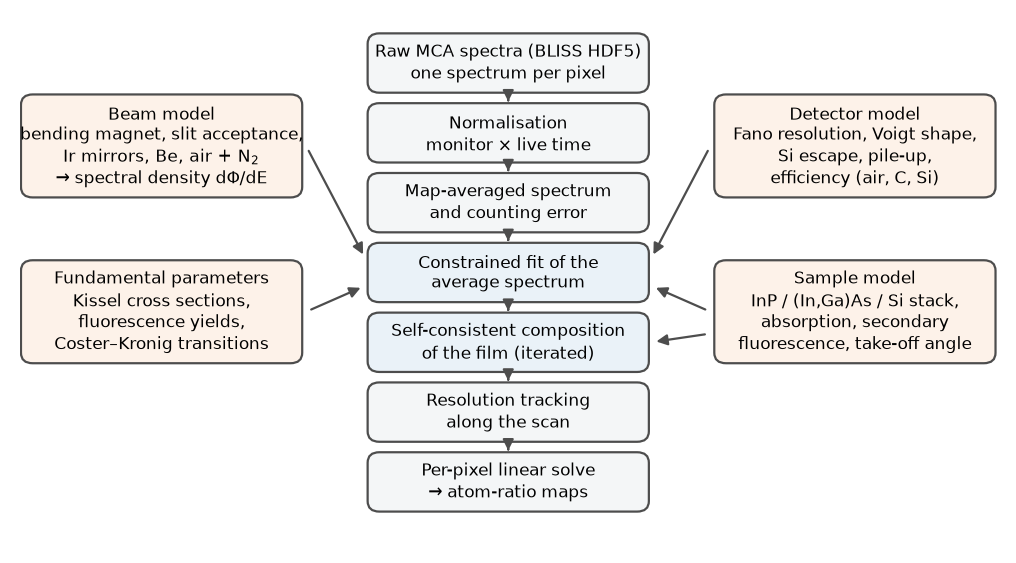 Raw MCA spectra (BLISS HDF5)
one spectrum per pixel
Beam model
bending magnet, slit acceptance,
Ir mirrors, Be, air + N₂
→ spectral density dΦ/dE
Normalisation
monitor × live time
Detector model
Fano resolution, Voigt shape,
Si escape, pile-up,
efficiency (air, C, Si)
Map-averaged spectrum
and counting error
Constrained fit of the
average spectrum
Fundamental parameters
Kissel cross sections,
fluorescence yields,
Coster–Kronig transitions
Sample model
InP / (In,Ga)As / Si stack,
absorption, secondary
fluorescence, take-off angle
Self-consistent composition
of the film (iterated)
Resolution tracking
along the scan
Per-pixel linear solve
→ atom-ratio maps